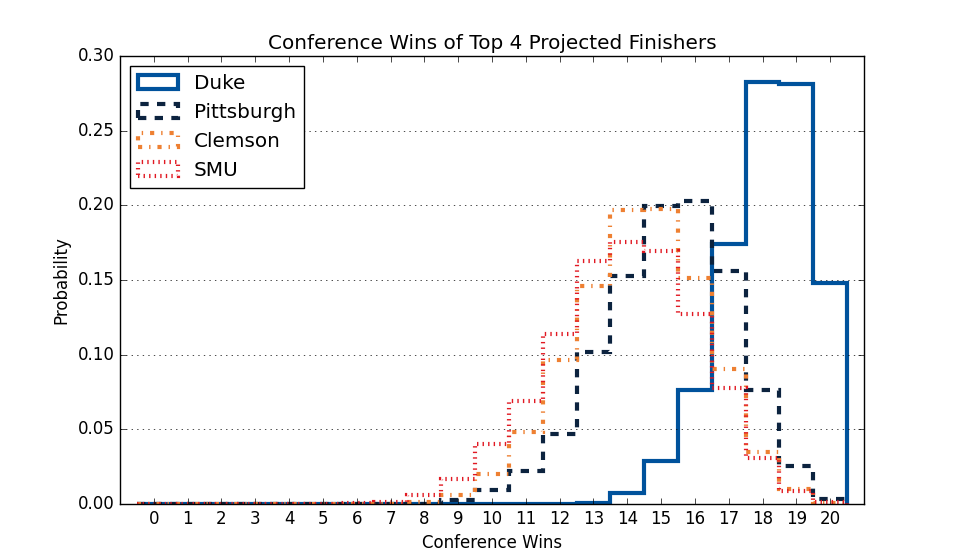 Conference Wins of Top 4 Projected Finishers
0.30
0.25
0.20
0.15
0.10
0.05
0.00
Probability
Duke
Pittsburgh
Clemson
SMU
0 1 2 3 4 5 6 7 8 9 10 11 12 13 14 15 16 17 18 19 20
Conference Wins